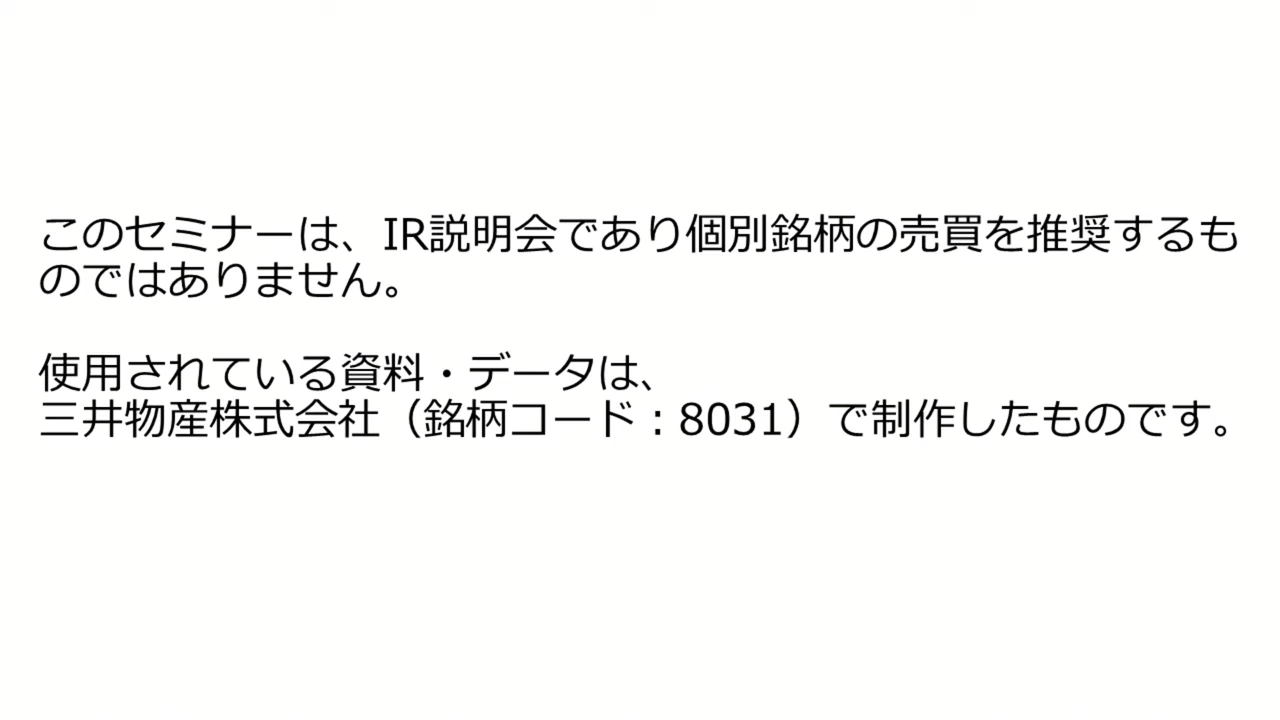 このセミナーは、IR説明会であり個別銘柄の売買を推奨するも
のではありません。
使用されている資料・データは、
三井物産株式会社（銘柄コード：8031）で制作したものです。